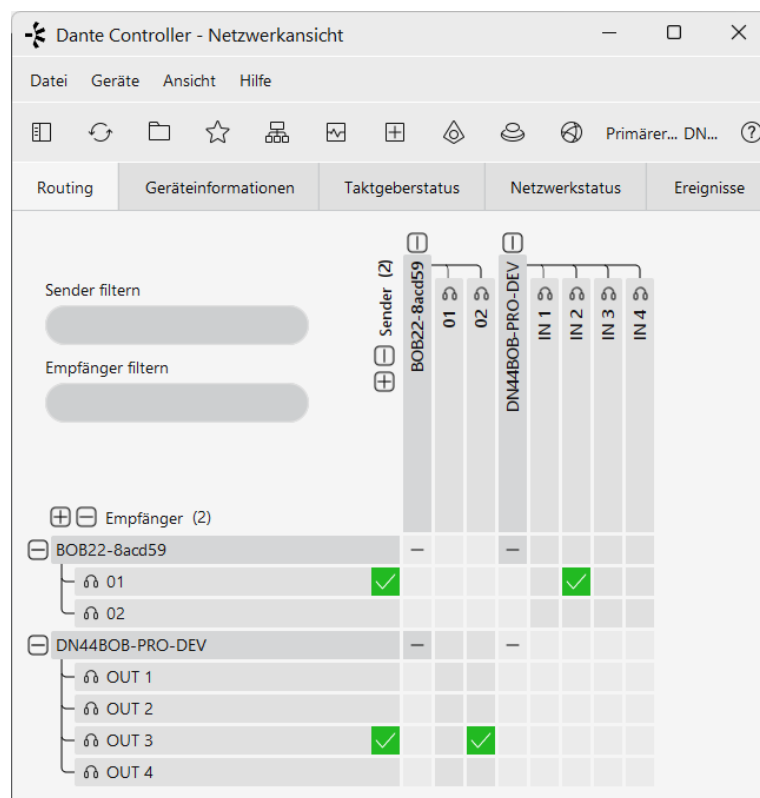 Dante Controller - Netzwerkansicht
Datei Geräte Ansicht Hilfe
Primärer... DN...
Routing Geräteinformationen Taktgeberstatus Netzwerkstatus Ereignisse
Sender filtern
Empfänger filtern
Sender (2)
BOB22-8acd59
01
02
DN44BOB-PRO-DEV
IN 1
IN 2
IN 3
IN 4
Empfänger (2)
BOB22-8acd59
01
02
DN44BOB-PRO-DEV
OUT 1
OUT 2
OUT 3
OUT 4